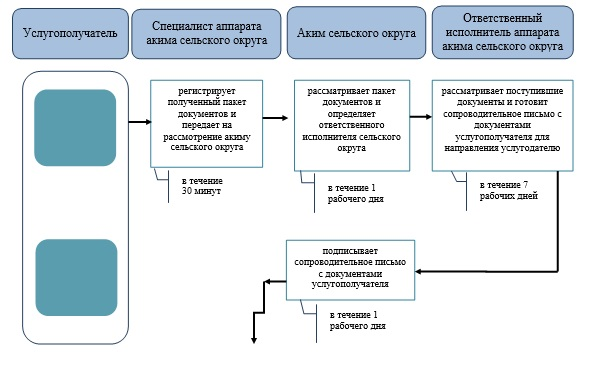 Услугополучатель
Специалист аппарата
акима сельского округа
Аким сельского округа
Ответственный
исполнитель аппарата
акима сельского округа
регистрирует
полученный пакет
документов и
передает на
рассмотрение акиму
сельского округа
в течение
30 минут
рассматривает пакет
документов и
определяет
ответственного
исполнителя сельского
округа
в течение 1
рабочего дня
рассматривает поступившие
документы и готовит
сопроводительное письмо с
документами
услугополучателя для
направления услугодателю
в течение 7
рабочих дней
подписывает
сопроводительное письмо
с документами
услугополучателя
в течение 1
рабочего дня